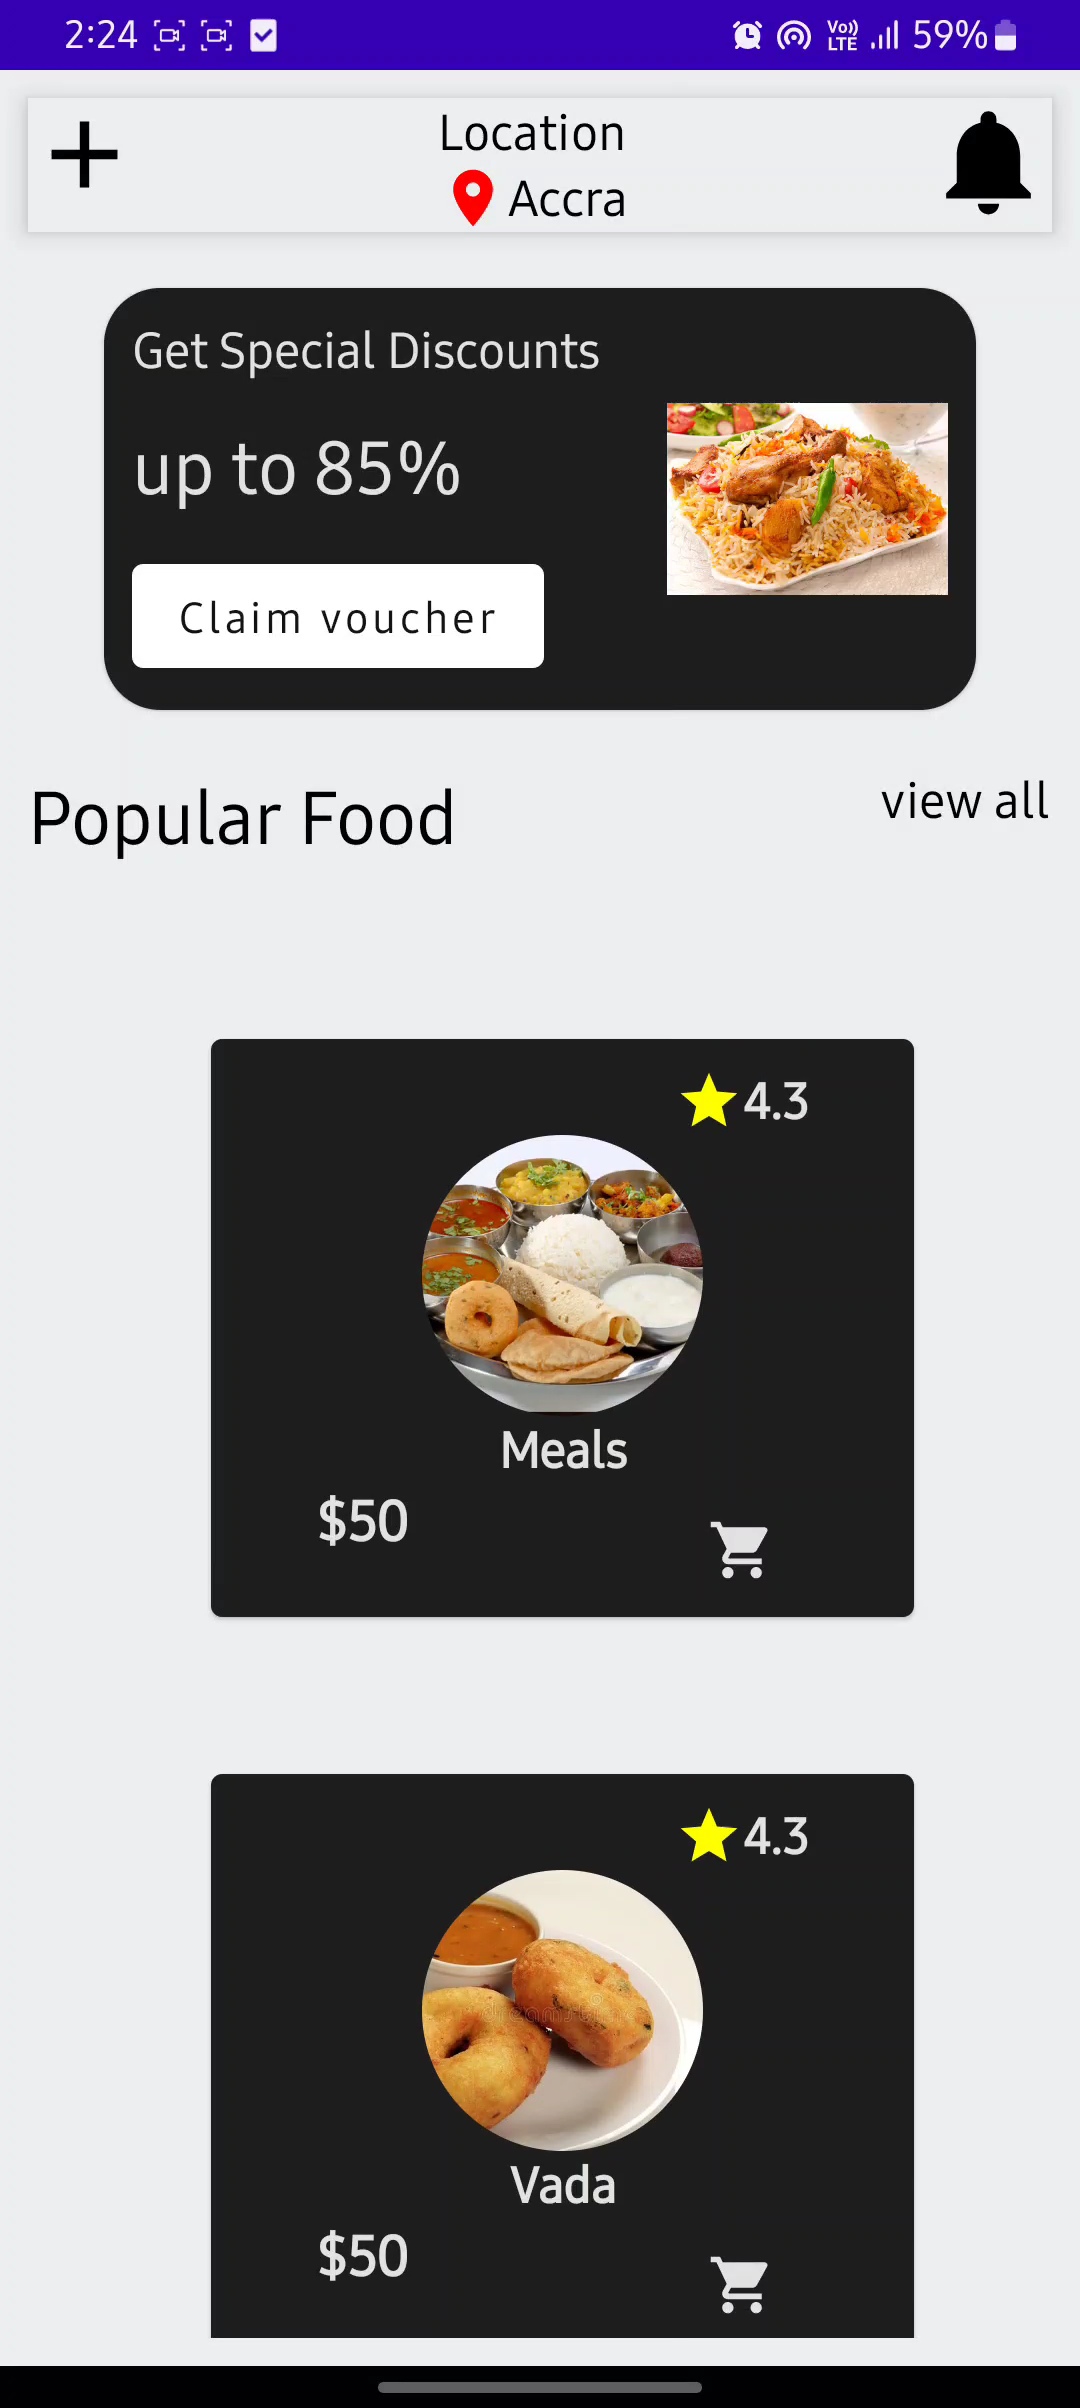 2:24
Vo)) LTE 59%
Location
Accra
Get Special Discounts
up to 85%
Claim voucher
Popular Food
view all
4.3
Meals
$50
4.3
dreamstime
Vada
$50